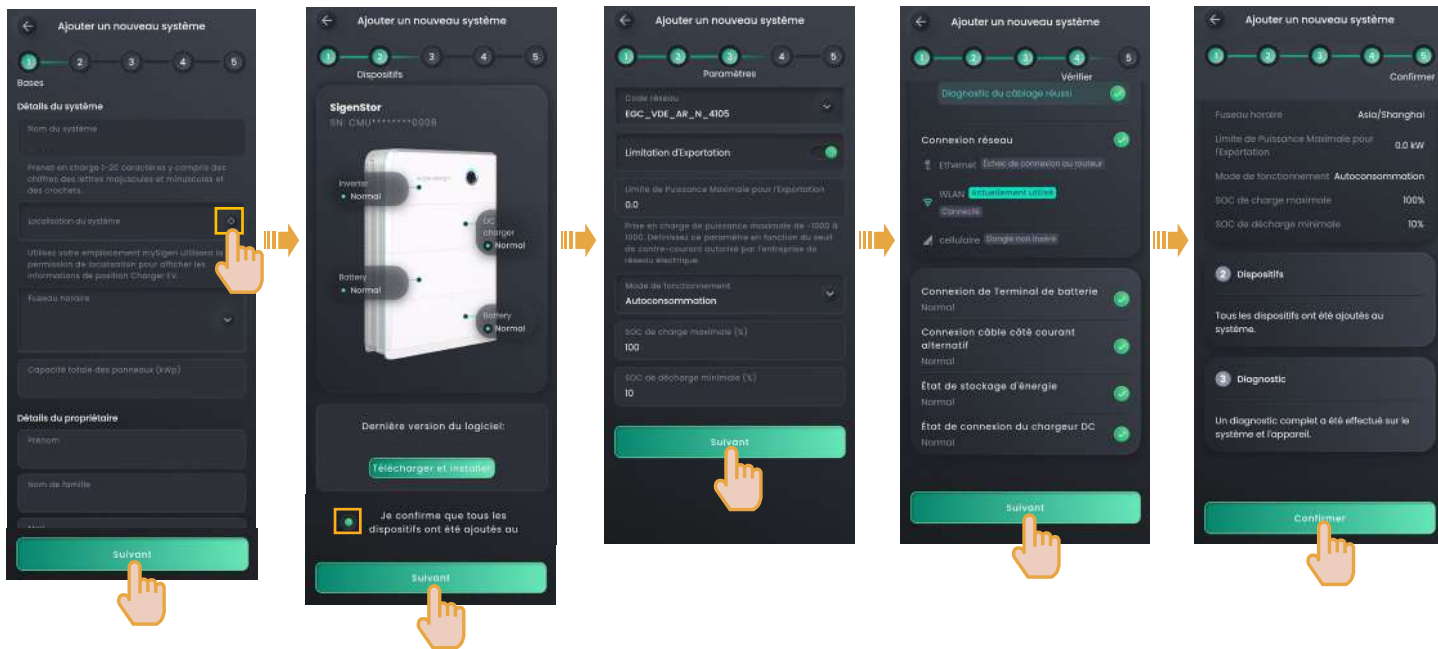 Ajouter un nouveau système
1
2
3
4
5
Bases
Détails du système
Nom du système
Prenez en charge 1-20 caractères y compris des
chiffres des lettres majuscules et minuscules et
des crochets.
Localisation du système
Utilisez votre emplacement mySigen utilisera la
permission de localisation pour afficher les
informations de position Charger EV.
Fuseau horaire
Capacité totale des panneaux (kWp)
Détails du propriétaire
Prénom
Nom de famille
Suivant
Ajouter un nouveau système
1
2
3
4
5
Dispositifs
SigenStor
SN: CMU********0006
Inverter
Normal
DC
charger
Normal
Battery
Normal
Battery
Normal
Dernière version du logiciel:
Télécharger et installer
Je confirme que tous les
dispositifs ont été ajoutés au
Suivant
Ajouter un nouveau système
1
2
3
4
5
Paramètres
Code réseau
EGC_VDE_AR_N_4105
Limitation d'Exportation
Limite de Puissance Maximale pour l'Exportation
0.0
Prise en charge de puissance maximale de -1000 à
1000. Définissez ce paramètre en fonction du seuil
de contre-courant autorisé par l'entreprise de
réseau électrique.
Mode de fonctionnement
Autoconsommation
SOC de charge maximale (%)
100
SOC de décharge minimale (%)
10
Suivant
Ajouter un nouveau système
1
2
3
4
5
Vérifier
Diagnostic du câblage réussi
Connexion réseau
Ethernet Échec de connexion au routeur
WLAN Actuellement utilisé
Connecté
cellulaire Dongle non inséré
Connexion de Terminal de batterie
Normal
Connexion câble côté courant
alternatif
Normal
État de stockage d'énergie
Normal
État de connexion du chargeur DC
Normal
Suivant
Ajouter un nouveau système
1
2
3
4
5
Confirmer
Fuseau horaire Asia/Shanghai
Limite de Puissance Maximale pour
l'Exportation 0.0 kW
Mode de fonctionnement Autoconsommation
SOC de charge maximale 100%
SOC de décharge minimale 10%
2 Dispositifs
Tous les dispositifs ont été ajoutés au
système.
3 Diagnostic
Un diagnostic complet a été effectué sur le
système et l'appareil.
Confirmer